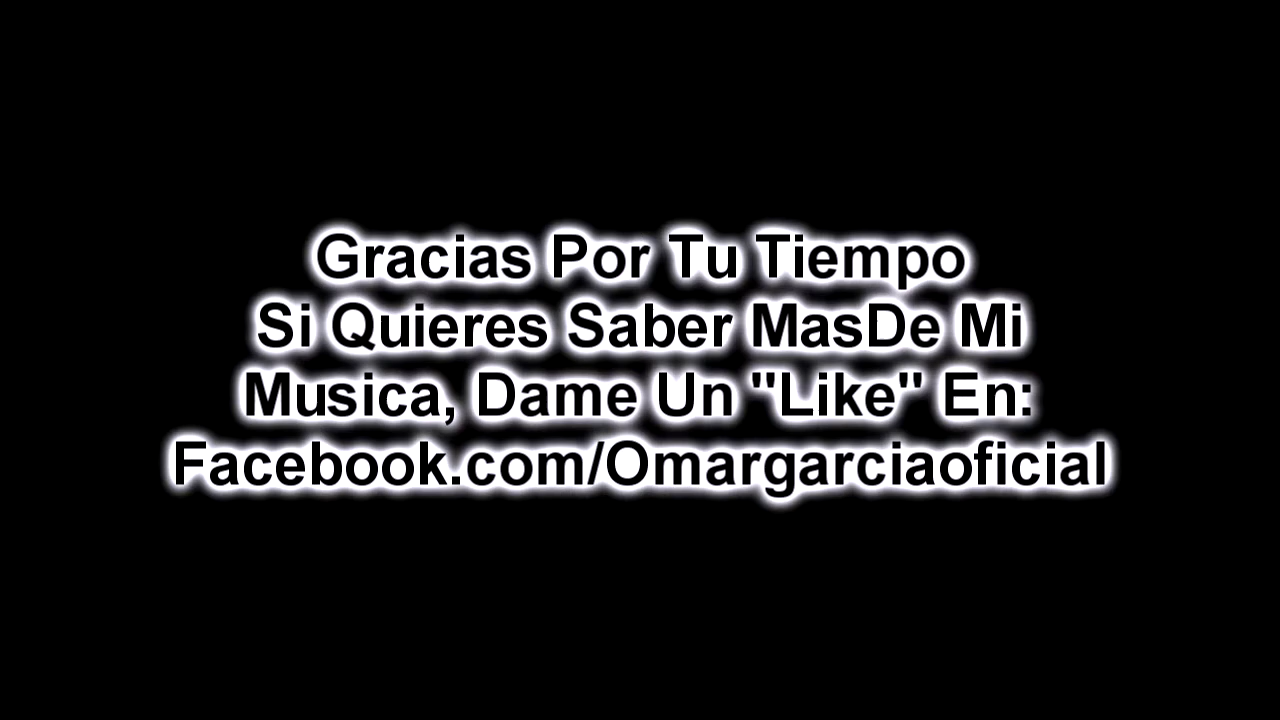 Gracias Por Tu Tiempo
Si Quieres Saber MasDe Mi
Musica, Dame Un "Like" En:
Facebook.com/Omargarciaoficial